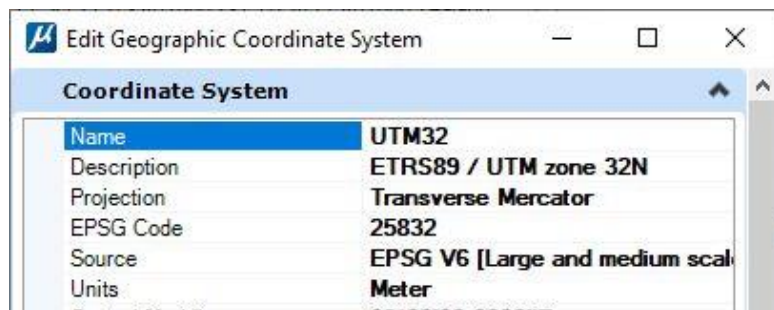 Edit Geographic Coordinate System
Coordinate System
Name UTM32
Description ETRS89 / UTM zone 32N
Projection Transverse Mercator
EPSG Code 25832
Source EPSG V6 [Large and medium scal
Units Meter